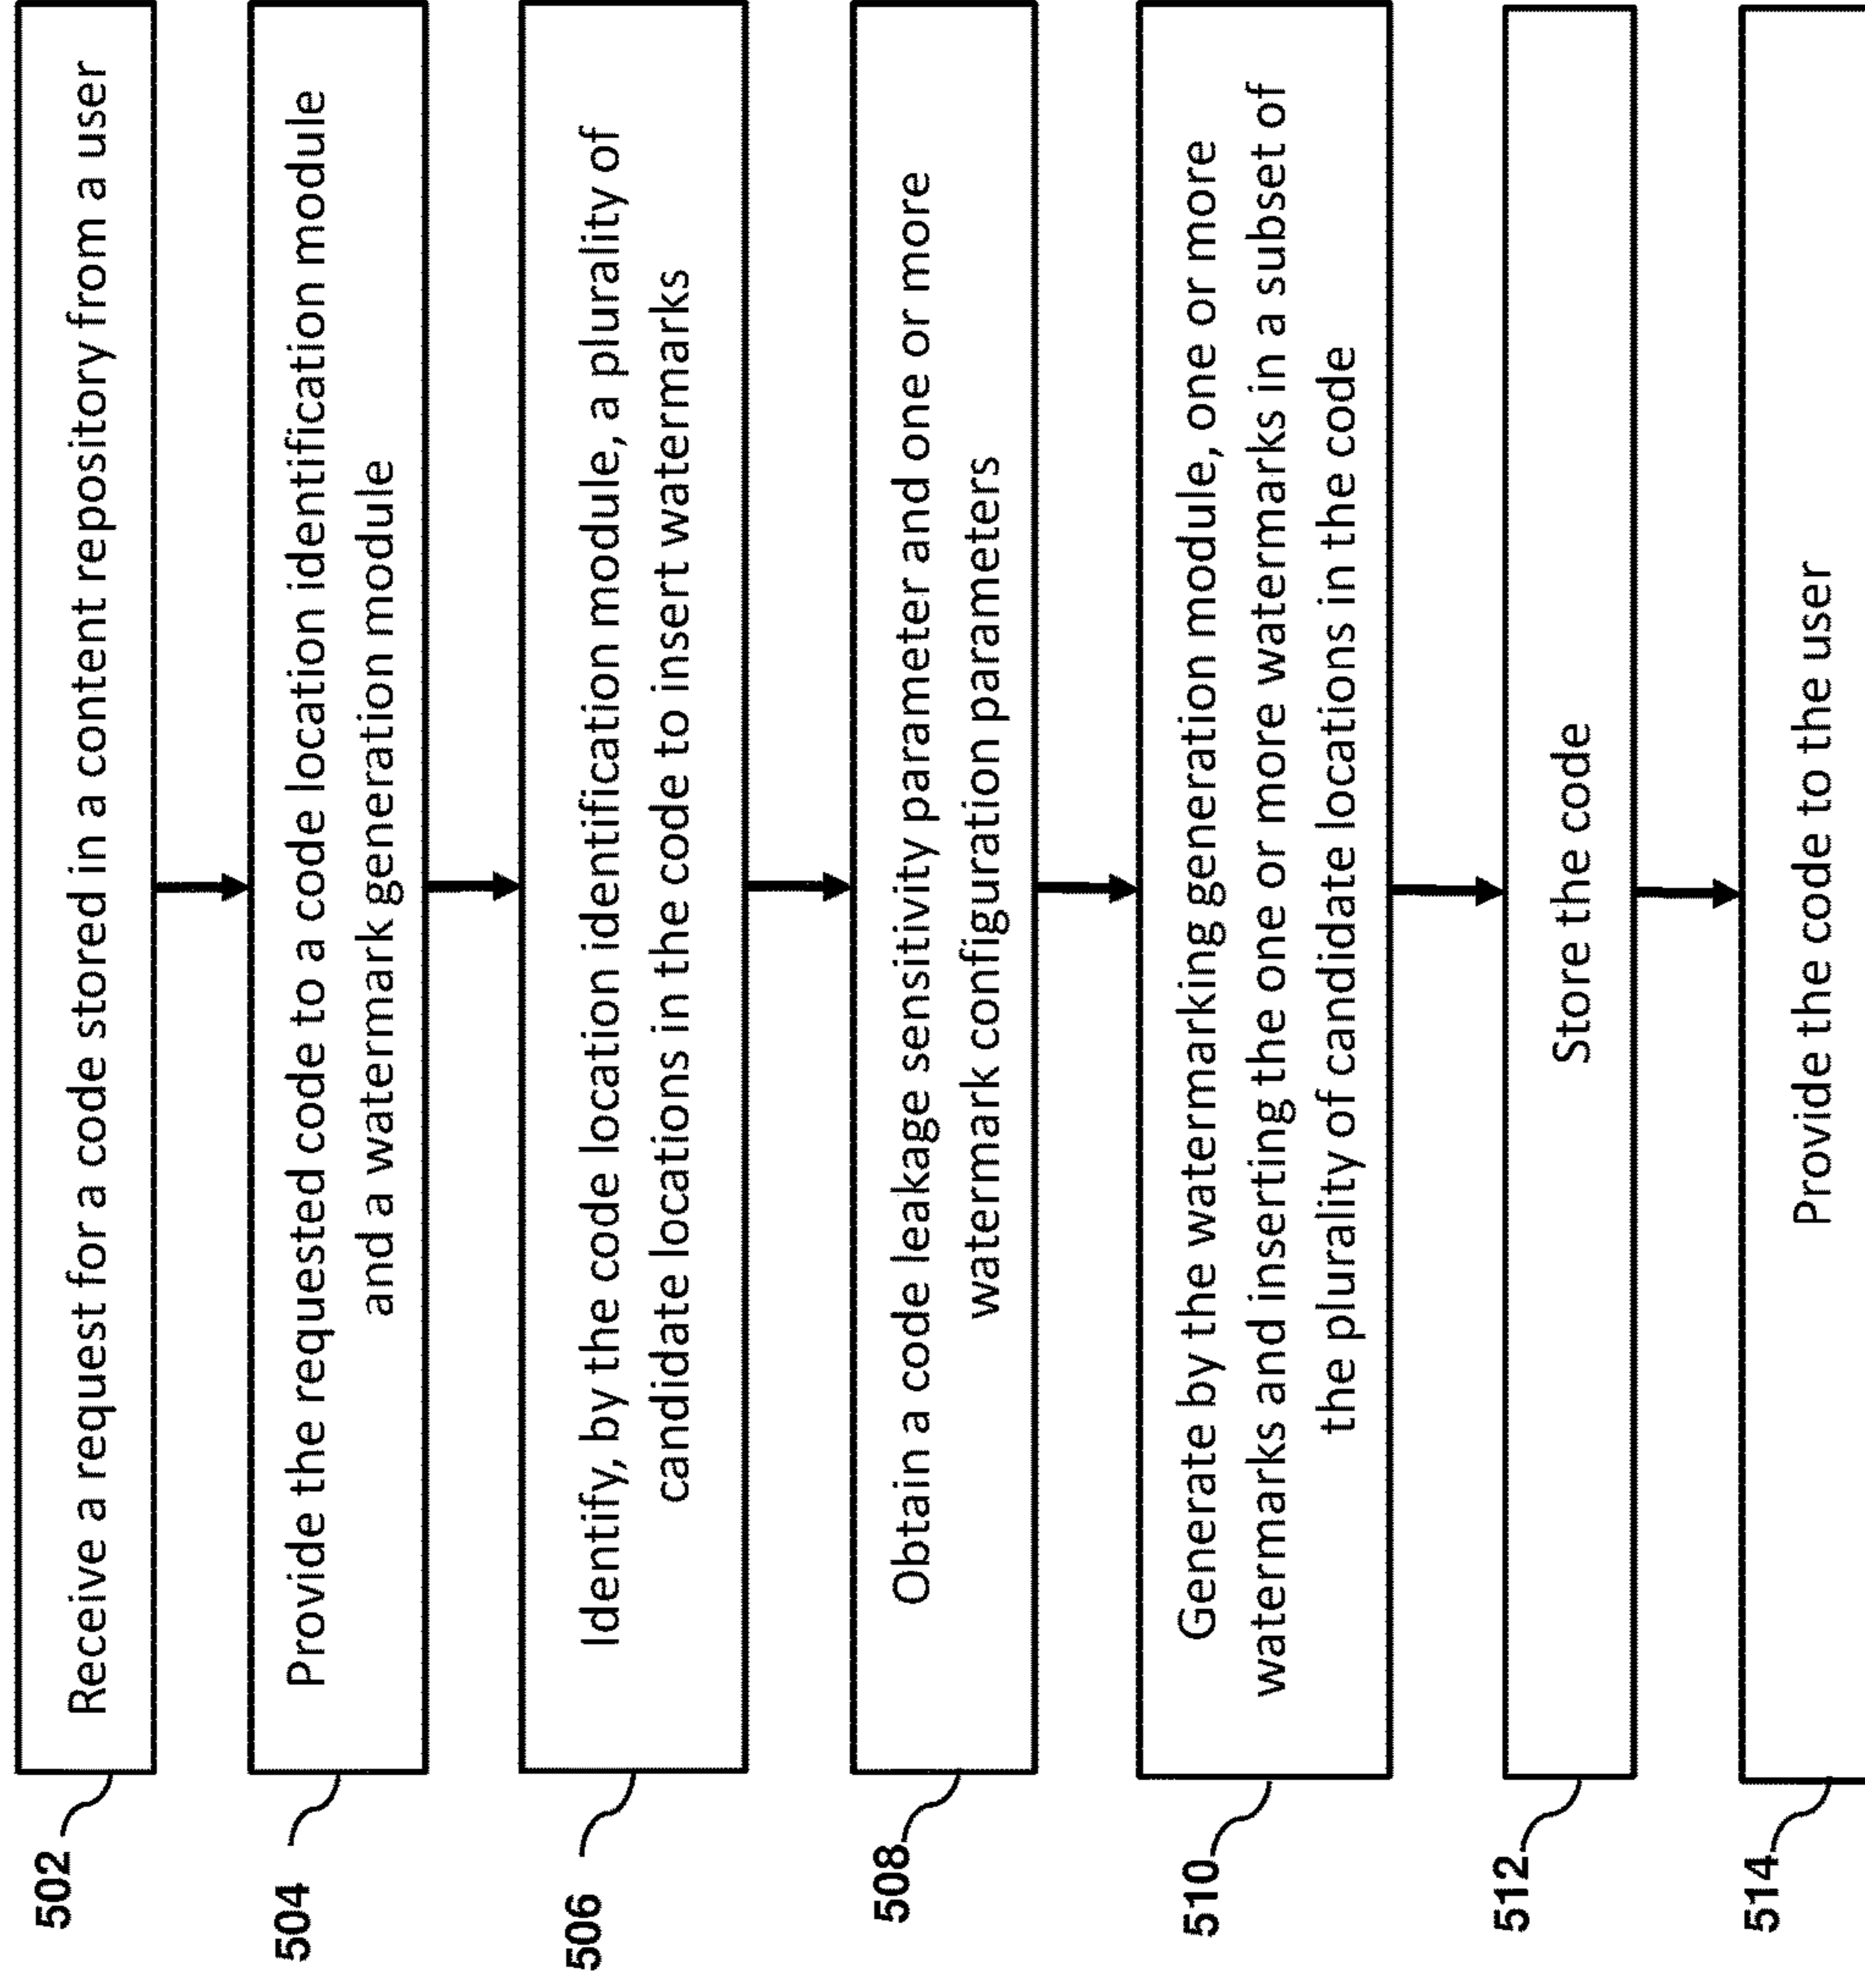 502
Receive a request for a code stored in a content repository from a user
504
Provide the requested code to a code location identification module
and a watermark generation module
506
Identify, by the code location identification module, a plurality of
candidate locations in the code to insert watermarks
508
Obtain a code leakage sensitivity parameter and one or more
watermark configuration parameters
510
Generate by the watermarking generation module, one or more
watermarks and inserting the one or more watermarks in a subset of
the plurality of candidate locations in the code
512
Store the code
514
Provide the code to the user